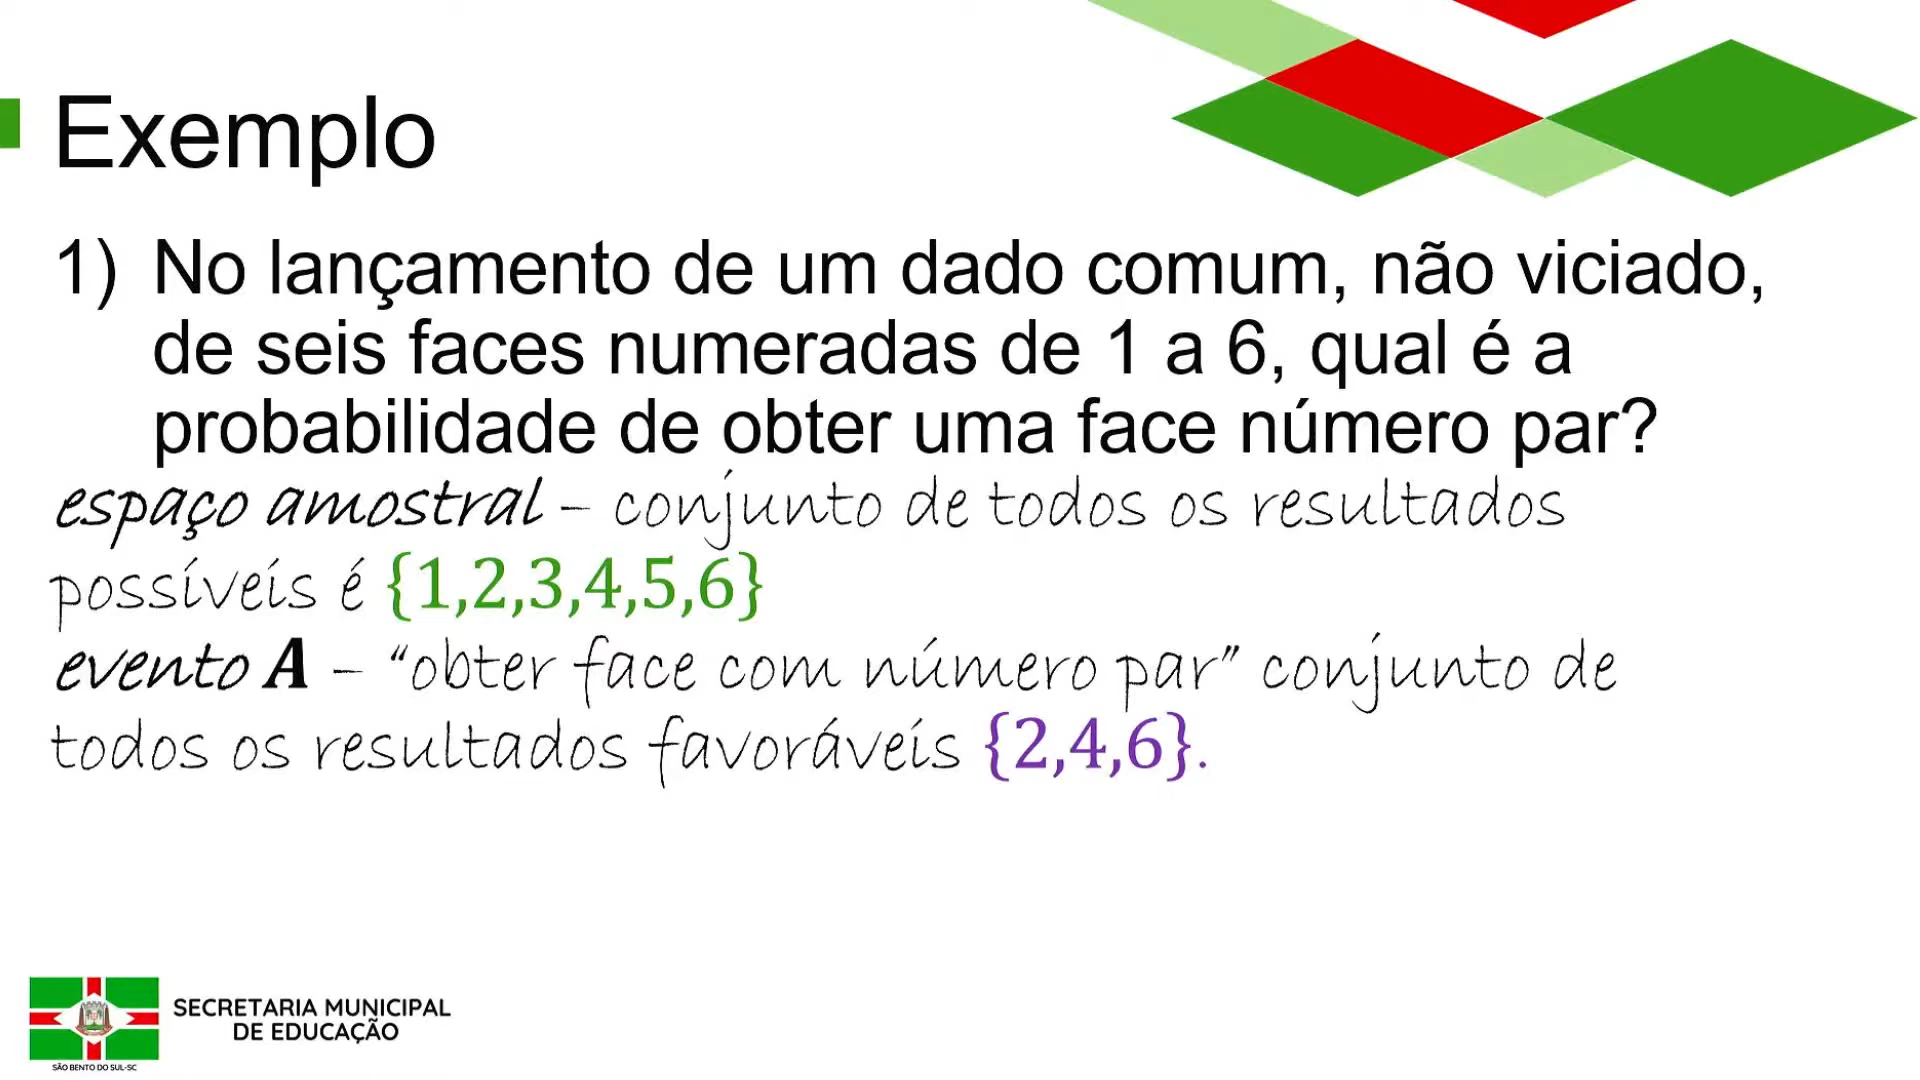 Exemplo
1) No lançamento de um dado comum, não viciado,
de seis faces numeradas de 1 a 6, qual é a
probabilidade de obter uma face número par?
espaço amostral – conjunto de todos os resultados
possíveis é {1,2,3,4,5,6}
evento A – “obter face com número par” conjunto de
todos os resultados favoráveis {2,4,6}.
SECRETARIA MUNICIPAL
DE EDUCAÇÃO
SÃO BENTO DO SUL-SC